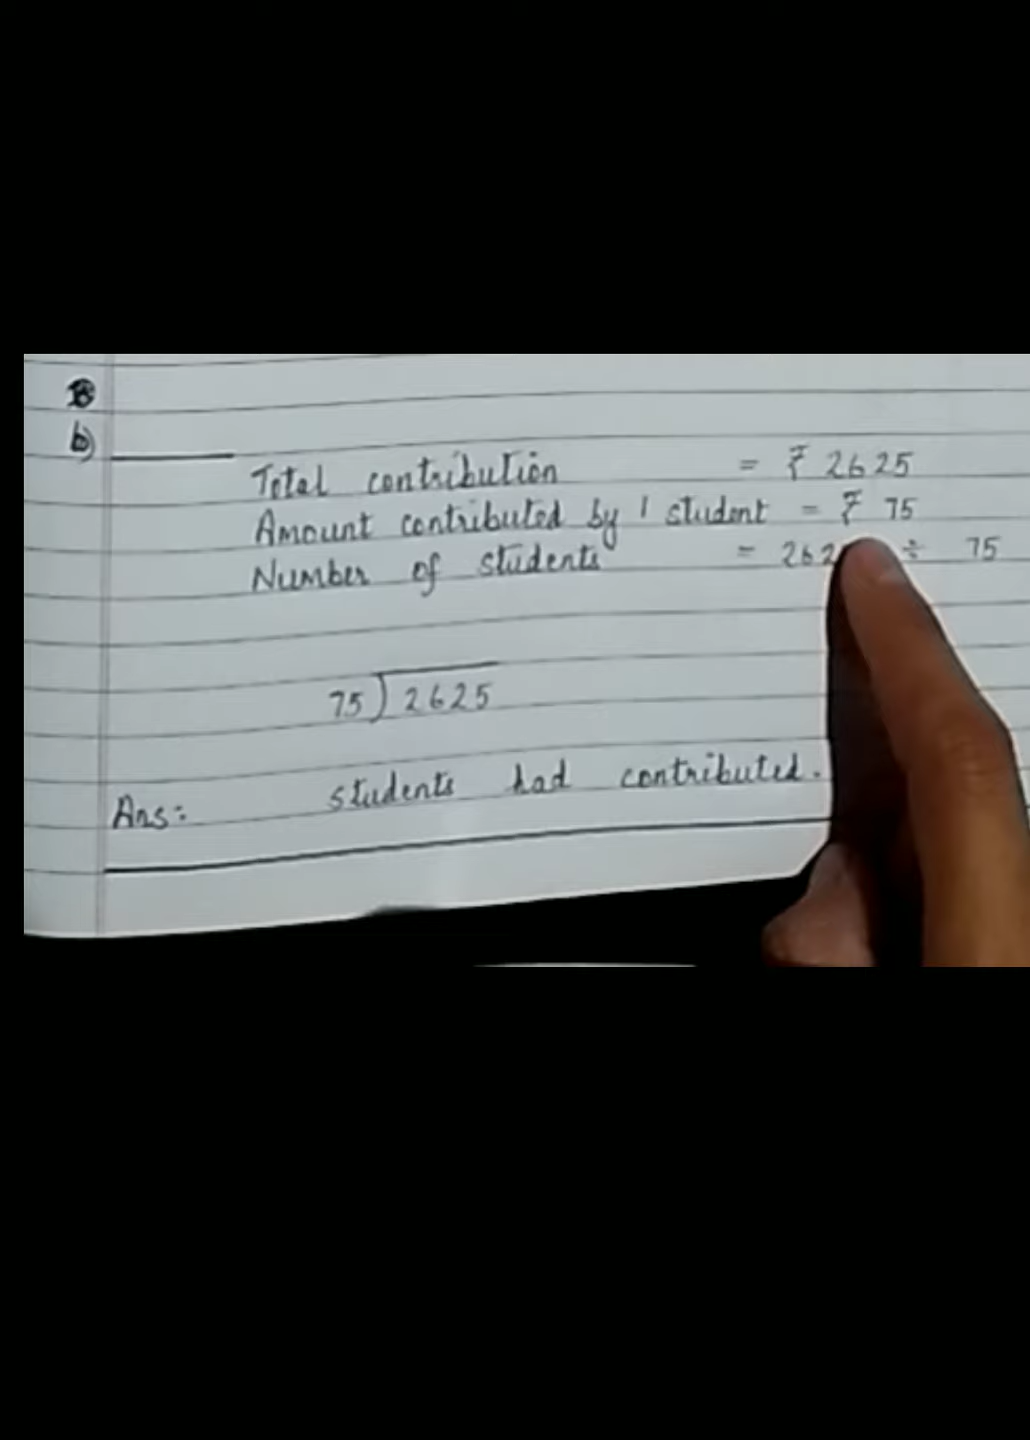 b)
Total contribution = ₹ 2625
Amount contributed by 1 student = ₹ 75
Number of students = 262 ÷ 75
75) 2625
Ans: students had contributed.